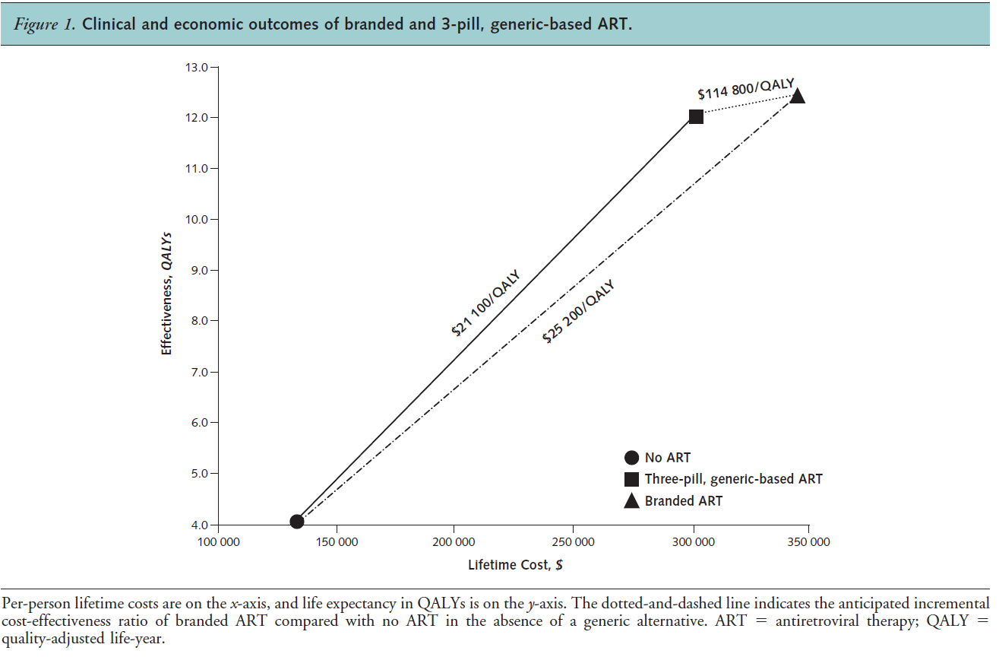 Figure 1. Clinical and economic outcomes of branded and 3-pill, generic-based ART.
13.0
12.0
11.0
10.0
9.0
8.0
7.0
6.0
5.0
4.0
Effectiveness, QALYs
$114 800/QALY
$21 100/QALY
$25 200/QALY
No ART
Three-pill, generic-based ART
Branded ART
100 000 150 000 200 000 250 000 300 000 350 000
Lifetime Cost, $
Per-person lifetime costs are on the x-axis, and life expectancy in QALYs is on the y-axis. The dotted-and-dashed line indicates the anticipated incremental
cost-effectiveness ratio of branded ART compared with no ART in the absence of a generic alternative. ART = antiretroviral therapy; QALY =
quality-adjusted life-year.